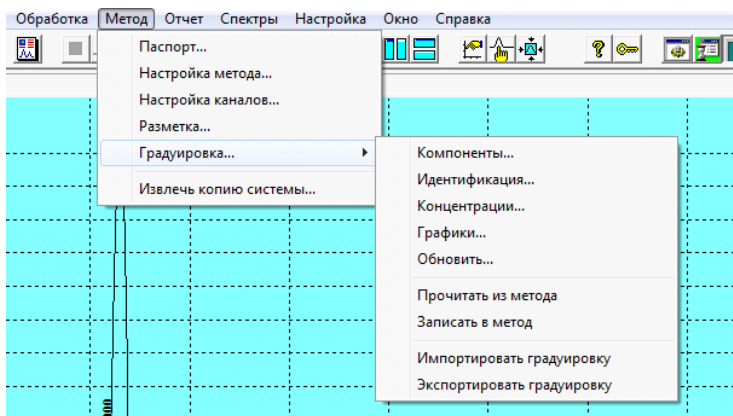 Обработка Метод Отчет Спектры Настройка Окно Справка
Паспорт...
Настройка метода...
Настройка каналов...
Разметка...
Градуировка...
Извлечь копию системы...
Компоненты...
Идентификация...
Концентрации...
Графики...
Обновить...
Прочитать из метода
Записать в метод
Импортировать градуировку
Экспортировать градуировку